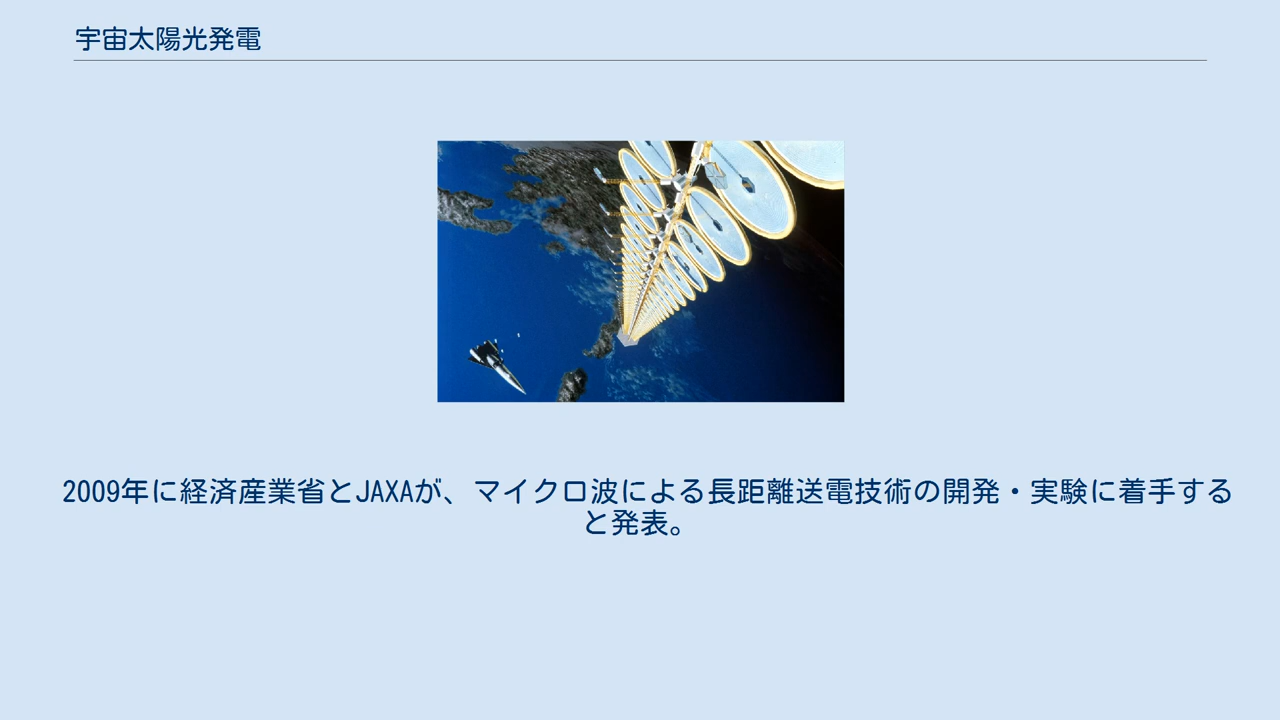 宇宙太陽光発電
2009年に経済産業省とJAXAが、マイクロ波による長距離送電技術の開発・実験に着手する
と発表。